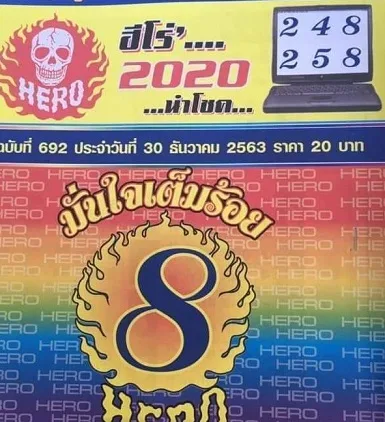 HERO
ฮีโร่'....
2020
...นำโชค...
248
258
ฉบับที่ 692 ประจำวันที่ 30 ธันวาคม 2563 ราคา 20 บาท
มั่นใจเต็มร้อย
8
HERO